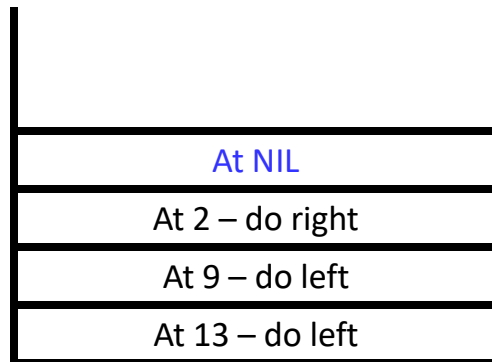 At NIL
At 2 – do right
At 9 – do left
At 13 – do left